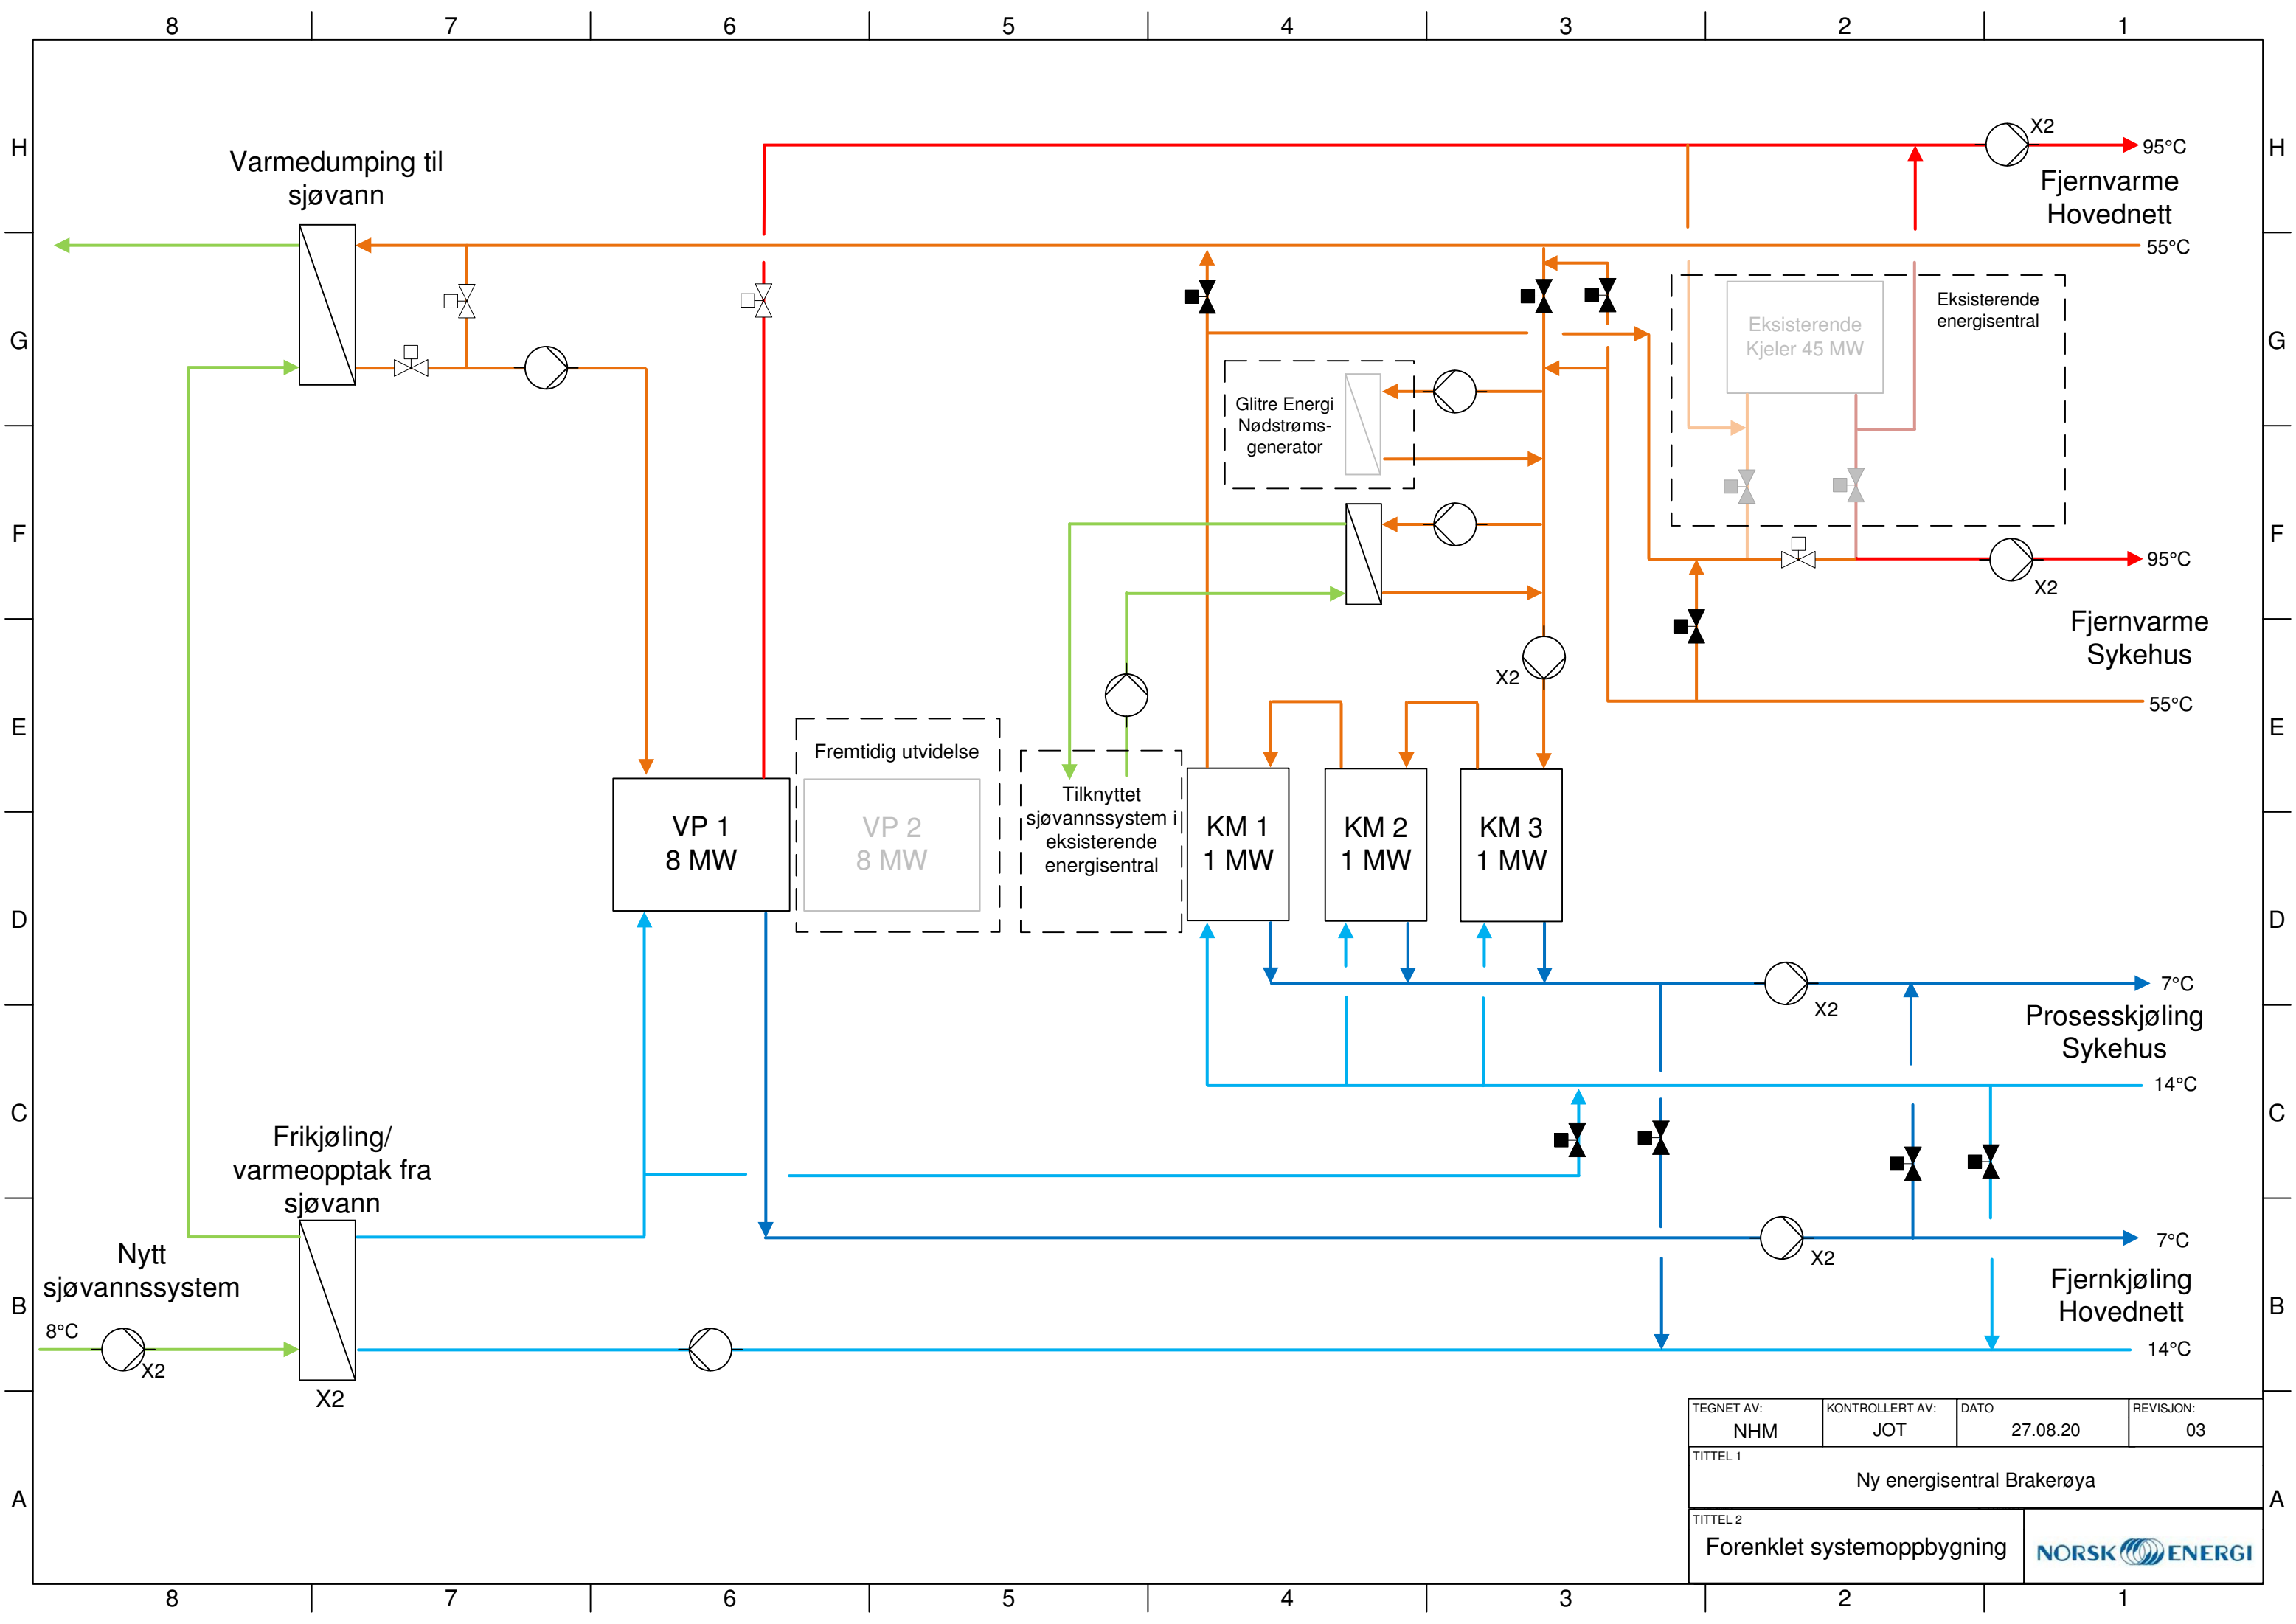 8 7 6 5 4 3 2 1
H
H
Varmedumping til
sjøvann
X2
95°C
Fjernvarme
Hovednett
55°C
G
G
Eksisterende
Kjeler 45 MW
Eksisterende
energisentral
Glitre Energi
Nødstrøms-
generator
F
F
95°C
X2
Fjernvarme
Sykehus
55°C
X2
E
E
Fremtidig utvidelse
VP 1
8 MW
VP 2
8 MW
Tilknyttet
sjøvannssystem i
eksisterende
energisentral
KM 1
1 MW
KM 2
1 MW
KM 3
1 MW
D
D
7°C
X2
Prosesskjøling
Sykehus
14°C
C
C
Frikjøling/
varmeopptak fra
sjøvann
Nytt
sjøvannssystem
8°C
X2
X2
7°C
X2
Fjernkjøling
Hovednett
14°C
B
B
TEGNET AV:
NHM
KONTROLLERT AV:
JOT
DATO
27.08.20
REVISJON:
03
TITTEL 1
Ny energisentral Brakerøya
TITTEL 2
Forenklet systemoppbygning
NORSK ENERGI
A
A
8 7 6 5 4 3 2 1